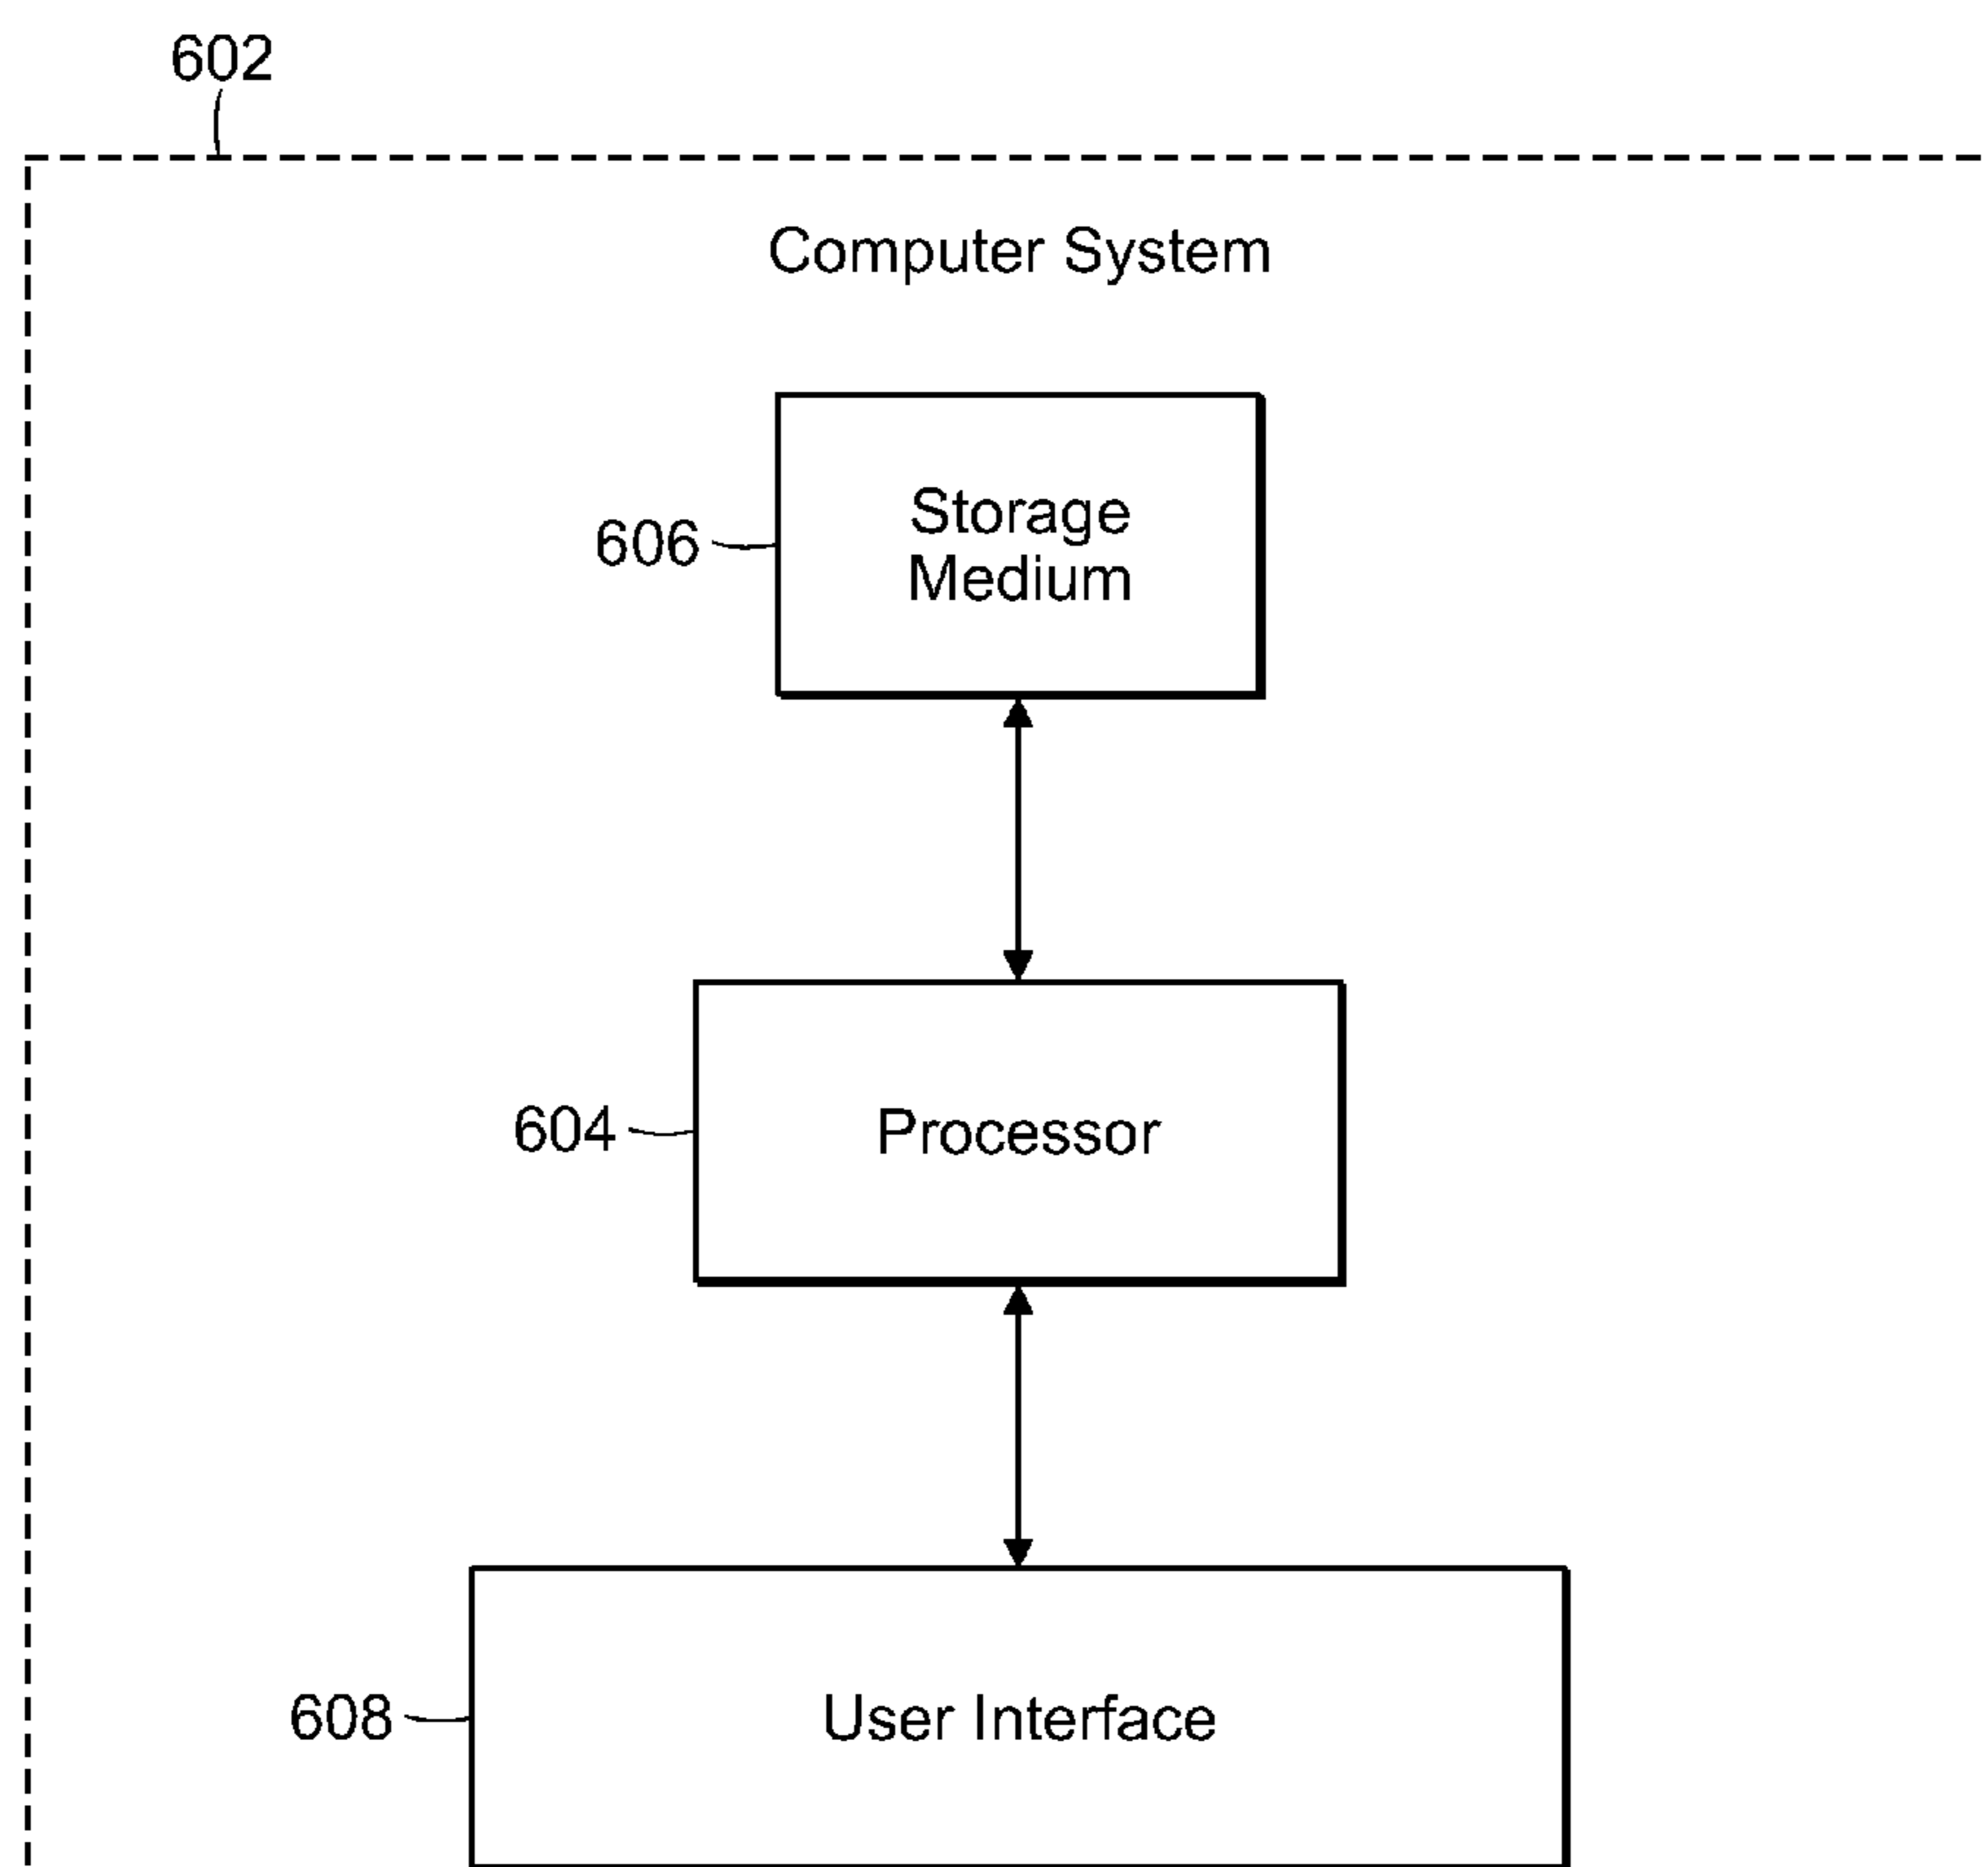 602
Computer System
606
Storage
Medium
604
Processor
608
User Interface